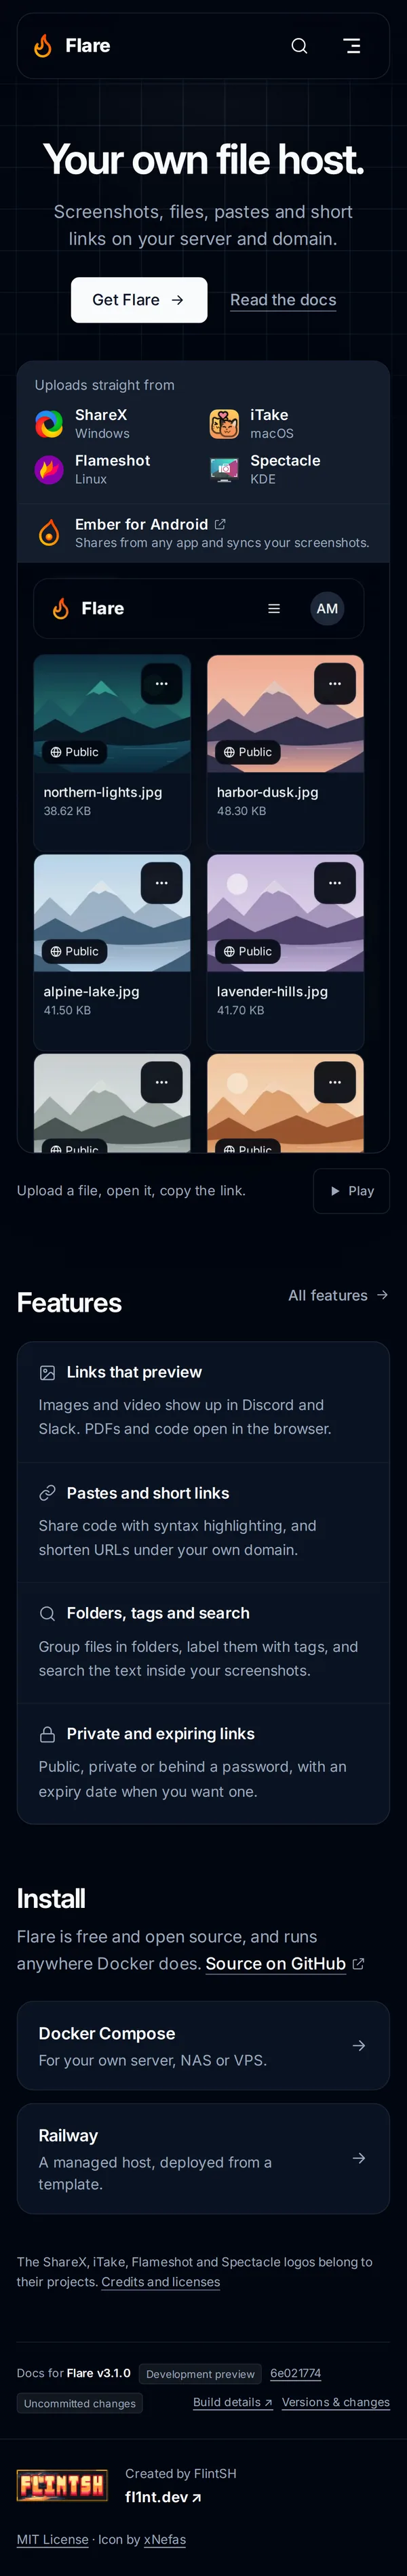 Flare
Your own file host.
Screenshots, files, pastes and short
links on your server and domain.
Get Flare →
Read the docs
Uploads straight from
ShareX
Windows
iTake
macOS
Flameshot
Linux
Spectacle
KDE
Ember for Android
Shares from any app and syncs your screenshots.
Flare
AM
Public
northern-lights.jpg
38.62 KB
Public
harbor-dusk.jpg
48.30 KB
Public
alpine-lake.jpg
41.50 KB
Public
lavender-hills.jpg
41.70 KB
Public
Public
Upload a file, open it, copy the link.
Play
Features
All features →
Links that preview
Images and video show up in Discord and
Slack. PDFs and code open in the browser.
Pastes and short links
Share code with syntax highlighting, and
shorten URLs under your own domain.
Folders, tags and search
Group files in folders, label them with tags, and
search the text inside your screenshots.
Private and expiring links
Public, private or behind a password, with an
expiry date when you want one.
Install
Flare is free and open source, and runs
anywhere Docker does. Source on GitHub
Docker Compose
For your own server, NAS or VPS.
Railway
A managed host, deployed from a
template.
The ShareX, iTake, Flameshot and Spectacle logos belong to
their projects. Credits and licenses
Docs for Flare v3.1.0 Development preview 6e021774
Uncommitted changes Build details ↗ Versions & changes
FLINTSH
Created by FlintSH
fl1nt.dev ↗
MIT License · Icon by xNefas